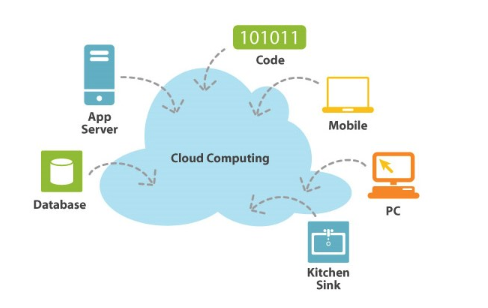 101011
Code
App
Server
Mobile
Cloud Computing
Database
PC
Kitchen
Sink